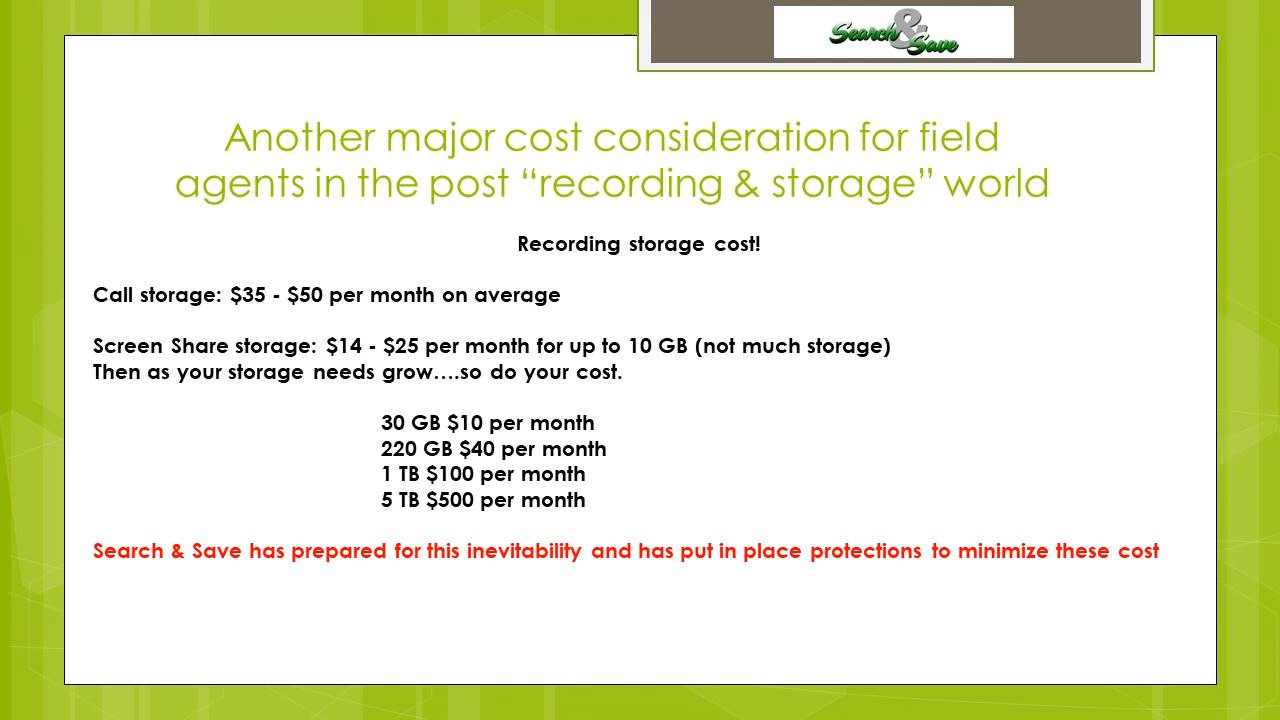 Search & Save
Another major cost consideration for field
agents in the post “recording & storage” world
Recording storage cost!
Call storage: $35 - $50 per month on average
Screen Share storage: $14 - $25 per month for up to 10 GB (not much storage)
Then as your storage needs grow….so do your cost.
30 GB $10 per month
220 GB $40 per month
1 TB $100 per month
5 TB $500 per month
Search & Save has prepared for this inevitability and has put in place protections to minimize these cost